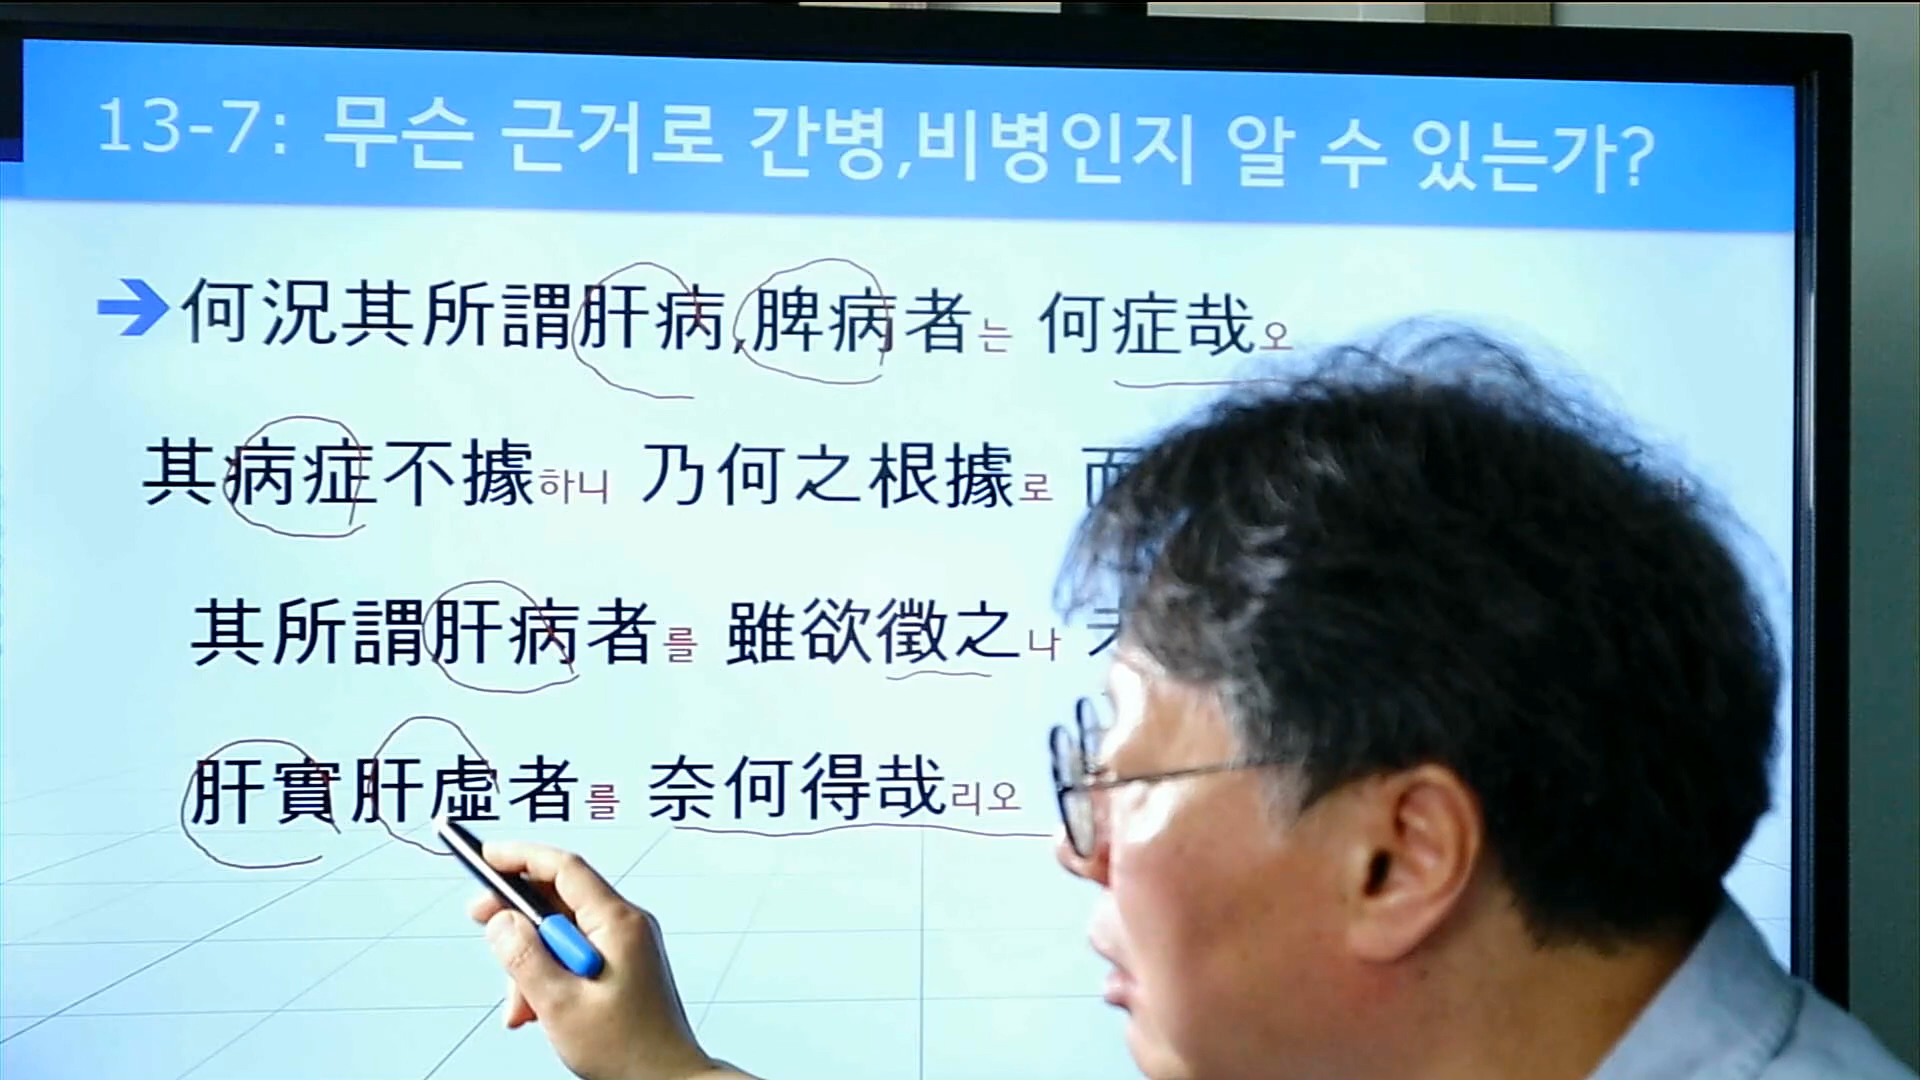 13-7: 무슨 근거로 간병,비병인지 알 수 있는가?
何況其所謂肝病,脾病者는 何症哉오
其病症不據하니 乃何之根據로 而
其所謂肝病者를 雖欲徵之나
肝實肝虛者를 奈何得哉리오